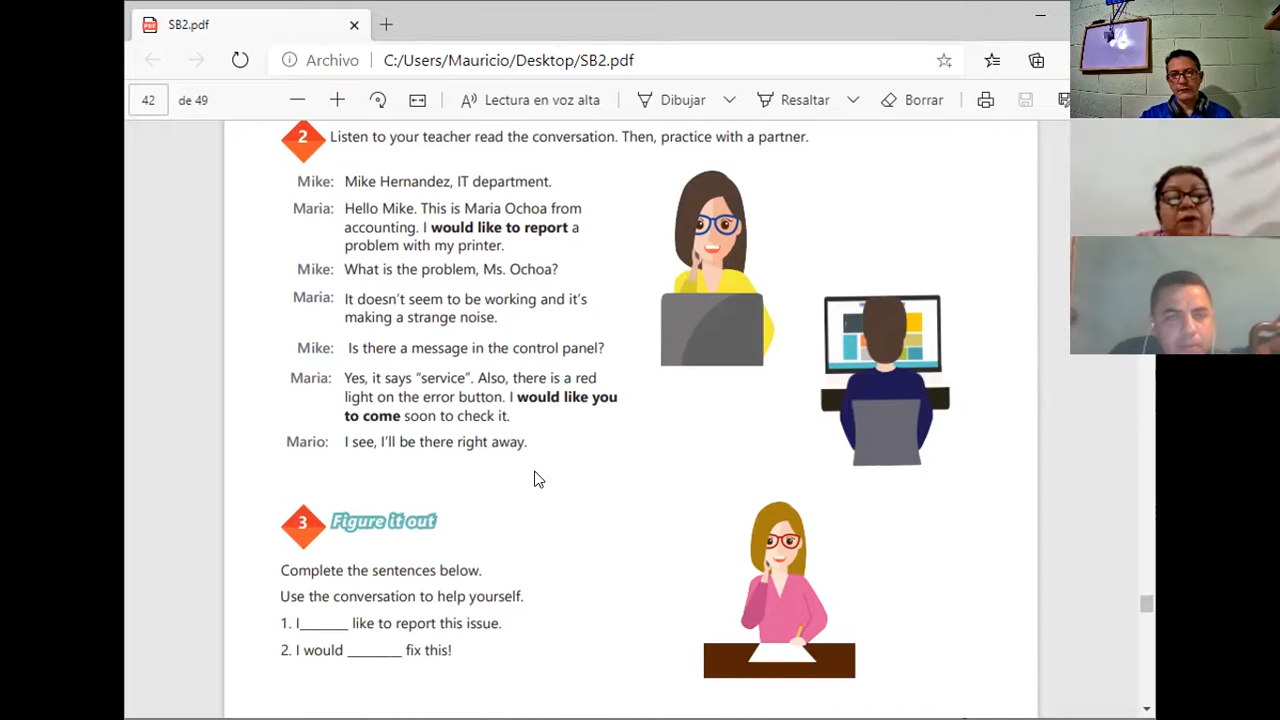 SB2.pdf
Archivo C:/Users/Mauricio/Desktop/SB2.pdf
42 de 49 Lectura en voz alta Dibujar Resaltar Borrar
2 Listen to your teacher read the conversation. Then, practice with a partner.
Mike: Mike Hernandez, IT department.
Maria: Hello Mike. This is Maria Ochoa from
accounting. I would like to report a
problem with my printer.
Mike: What is the problem, Ms. Ochoa?
Maria: It doesn't seem to be working and it's
making a strange noise.
Mike: Is there a message in the control panel?
Maria: Yes, it says “service”. Also, there is a red
light on the error button. I would like you
to come soon to check it.
Mario: I see, I'll be there right away.
3 Figure it out
Complete the sentences below.
Use the conversation to help yourself.
1. I______ like to report this issue.
2. I would _______ fix this!